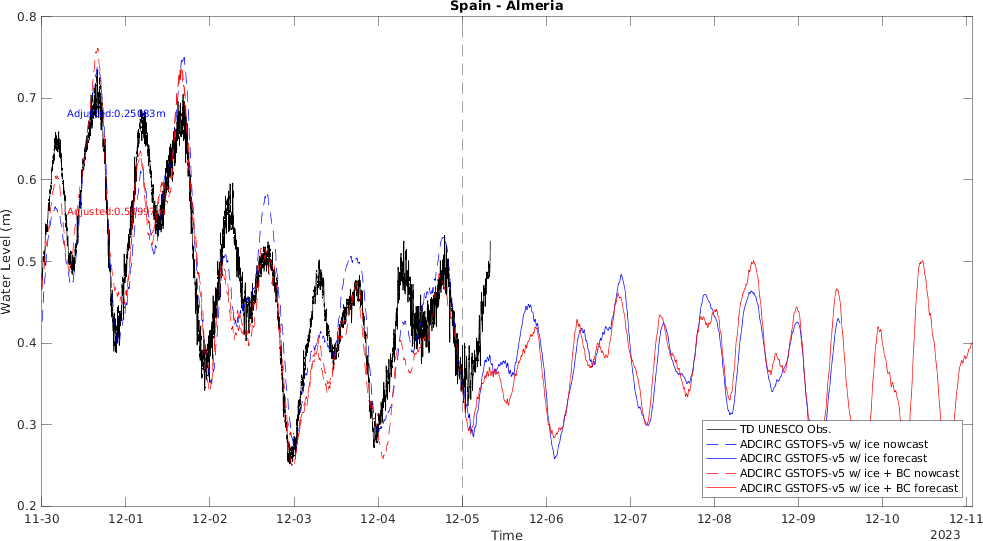 Spain - Almeria
0.8
0.7
0.6
0.5
0.4
0.3
0.2
Water Level (m)
TD UNESCO Obs.
ADCIRC GSTOFS-v5 w/ ice nowcast
ADCIRC GSTOFS-v5 w/ ice forecast
ADCIRC GSTOFS-v5 w/ ice + BC nowcast
ADCIRC GSTOFS-v5 w/ ice + BC forecast
11-30 12-01 12-02 12-03 12-04 12-05 12-06 12-07 12-08 12-09 12-10 12-11
Time
2023